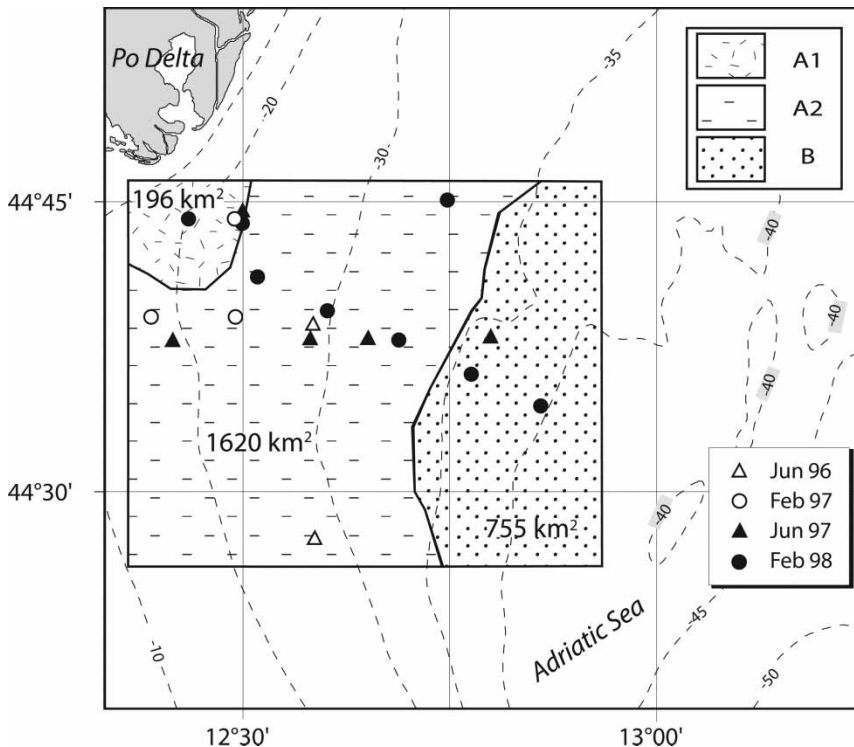 Po Delta
-20
-30
-35
A1
A2
B
44°45'
196 km²
-40
-40
-40
1620 km²
Jun 96
Feb 97
Jun 97
Feb 98
44°30'
755 km²
-40
Adriatic Sea
-45
-10
-50
12°30'
13°00'